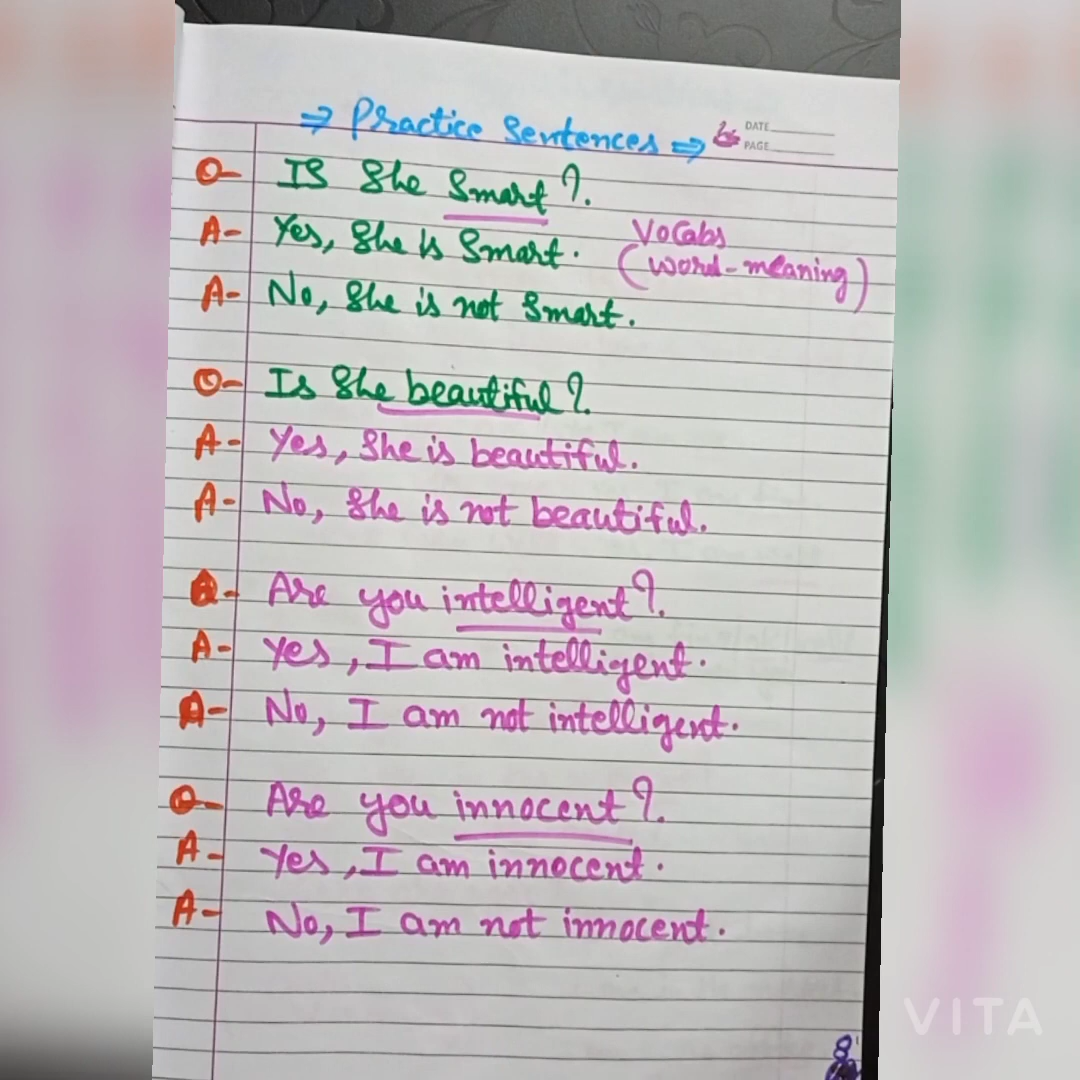 ⇒ Practice Sentences ⇒
DATE
PAGE
Q- IS She Smart?
A- Yes, She is Smart.
Vocabs
(word-meaning)
A- No, She is not Smart.
Q- Is She beautiful?
A- Yes, She is beautiful.
A- No, She is not beautiful.
Q- Are you intelligent?
A- Yes, I am intelligent.
A- No, I am not intelligent.
Q- Are you innocent?
A- Yes, I am innocent.
A- No, I am not innocent.
8
VITA